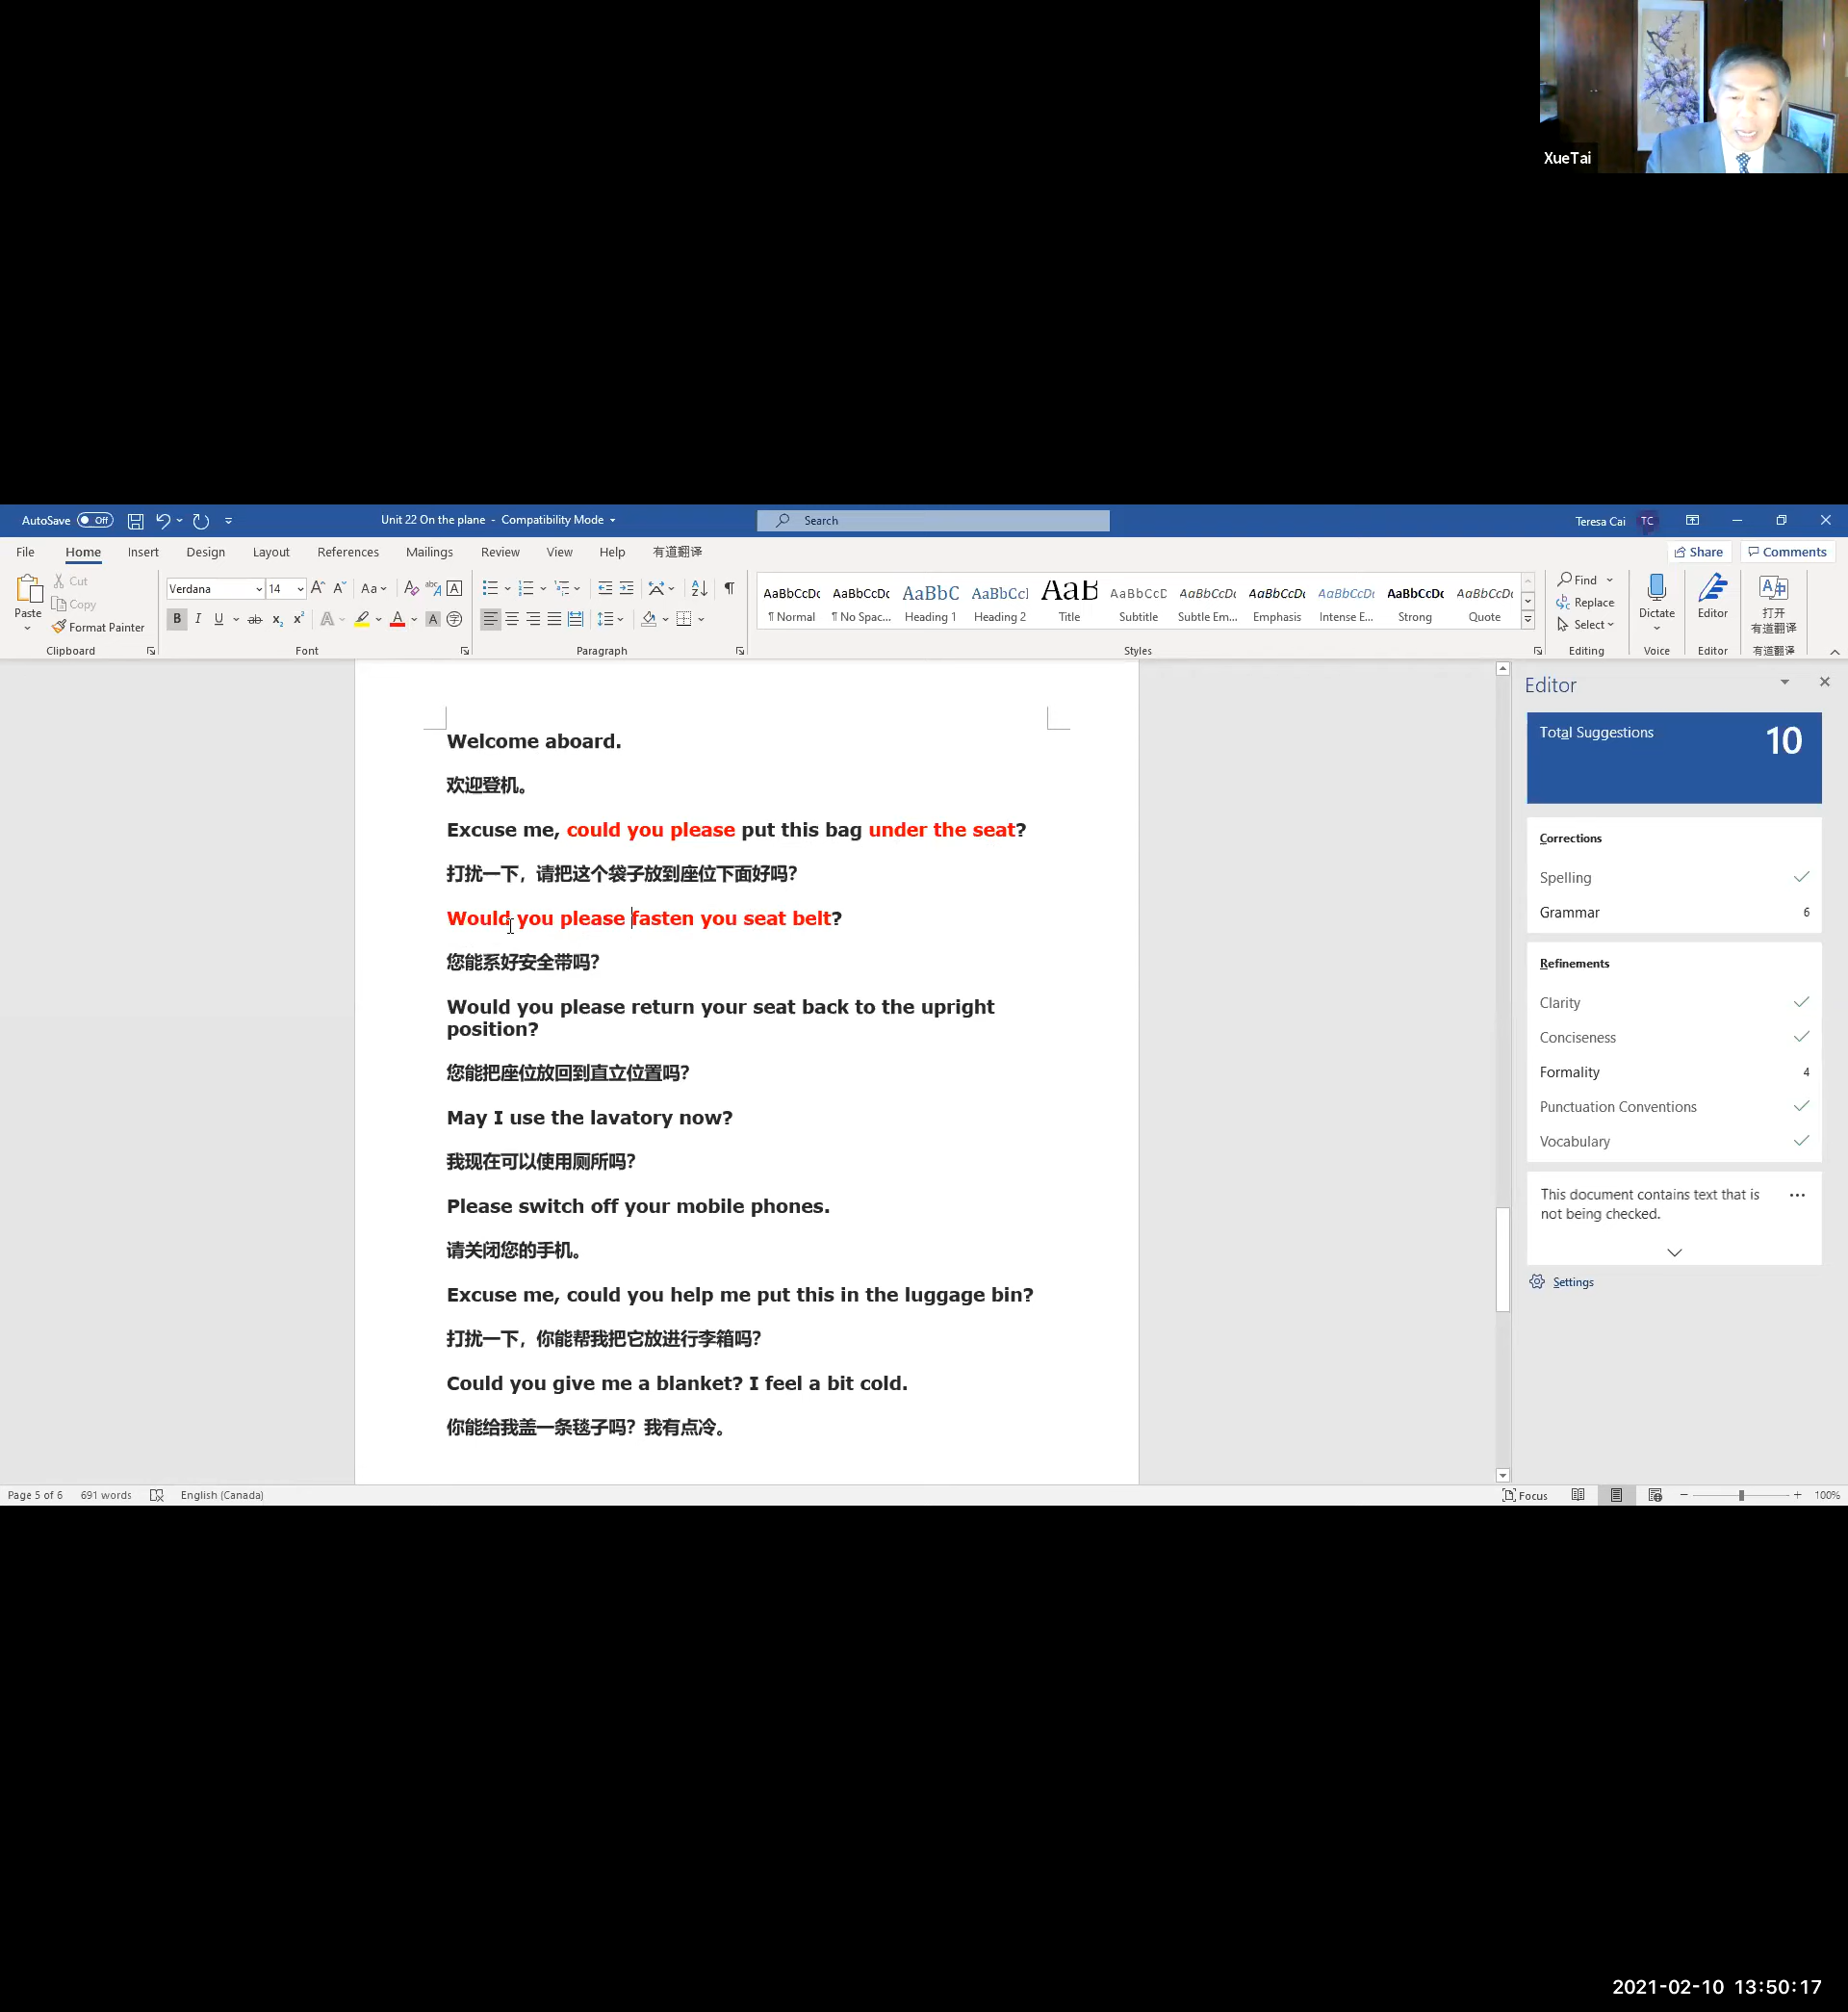 XueTai
AutoSave Off
Unit 22 On the plane - Compatibility Mode
Search
Teresa Cai TC
File Home Insert Design Layout References Mailings Review View Help 有道翻译
Share Comments
Paste
Cut
Copy
Format Painter
Clipboard
Verdana 14
Font
Paragraph
AaBbCcDc ¶ Normal
AaBbCcDc ¶ No Spac...
AaBbC Heading 1
AaBbCcl Heading 2
AaB Title
AaBbCcD Subtitle
AaBbCcDc Subtle Em...
AaBbCcDc Emphasis
AaBbCcDc Intense E...
AaBbCcDc Strong
AaBbCcDc Quote
Styles
Find
Replace
Select
Editing
Dictate
Voice
Editor
Editor
打开
有道翻译
有道翻译
Welcome aboard.
欢迎登机。
Excuse me, could you please put this bag under the seat?
打扰一下，请把这个袋子放到座位下面好吗？
Would you please fasten you seat belt?
您能系好安全带吗？
Would you please return your seat back to the upright
position?
您能把座位放回到直立位置吗？
May I use the lavatory now?
我现在可以使用厕所吗？
Please switch off your mobile phones.
请关闭您的手机。
Excuse me, could you help me put this in the luggage bin?
打扰一下，你能帮我把它放进行李箱吗？
Could you give me a blanket? I feel a bit cold.
你能给我盖一条毯子吗？我有点冷。
Editor
Total Suggestions 10
Corrections
Spelling
Grammar 6
Refinements
Clarity
Conciseness
Formality 4
Punctuation Conventions
Vocabulary
This document contains text that is
not being checked.
Settings
Page 5 of 6 691 words English (Canada)
Focus 100%
2021-02-10 13:50:17